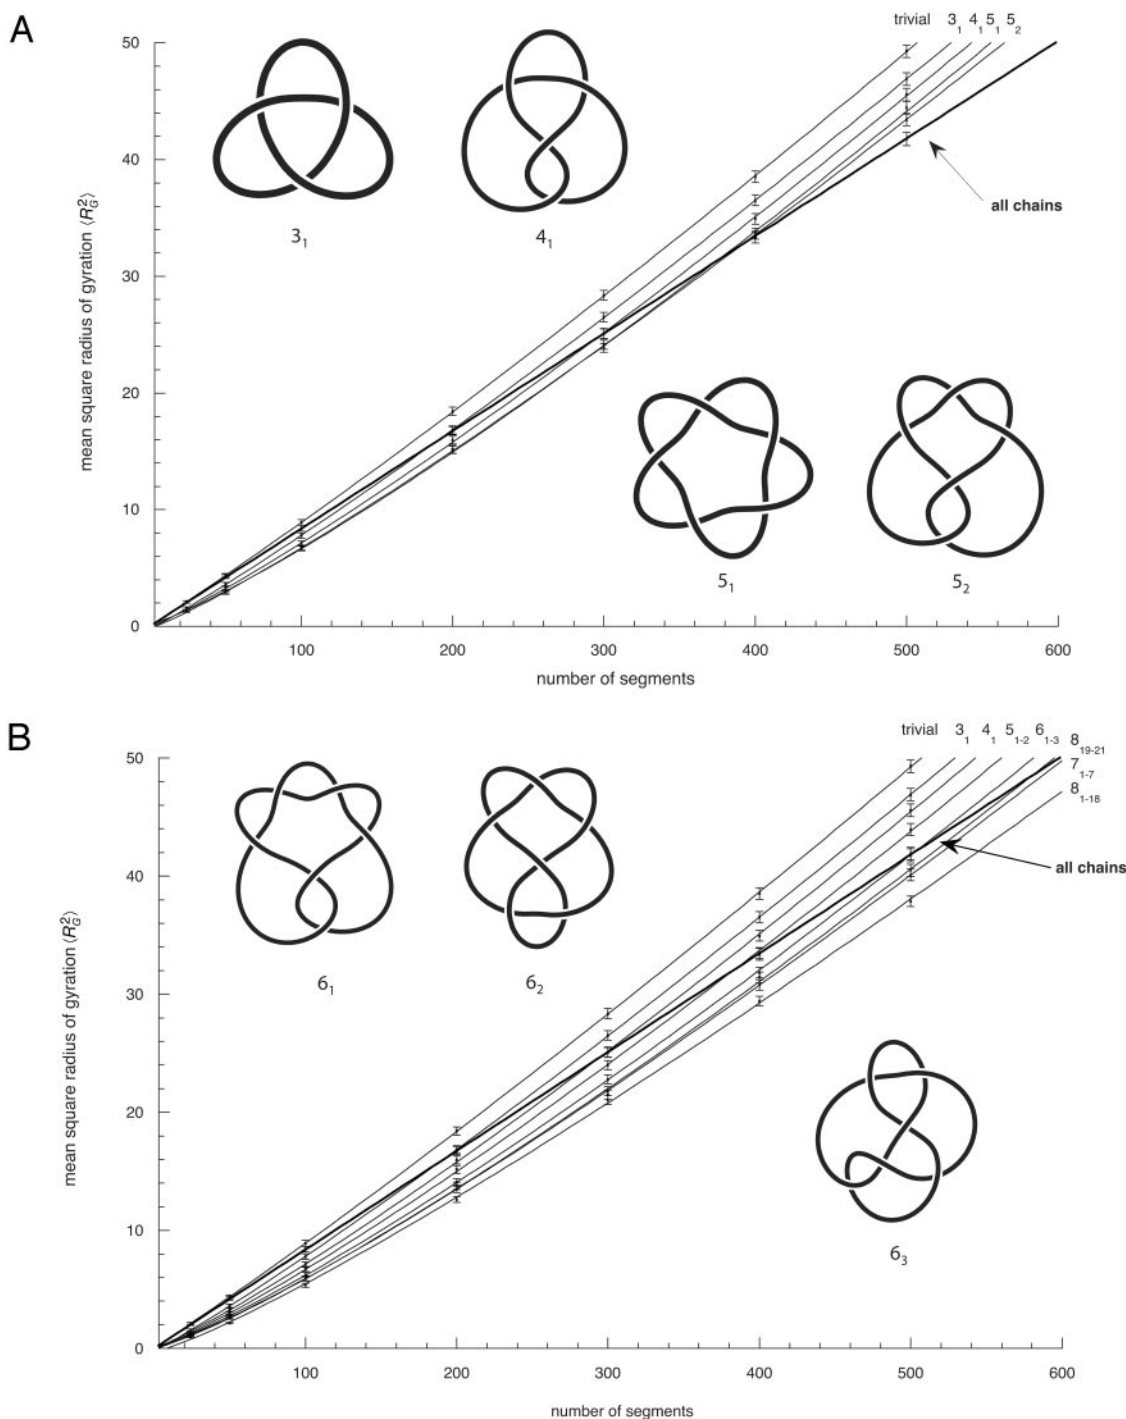 A
trivial 3₁ 4₁ 5₁ 5₂
50
40
30
20
10
0
mean square radius of gyration ⟨R²_G⟩
3₁
4₁
all chains
5₁
5₂
100 200 300 400 500 600
number of segments
B
trivial 3₁ 4₁ 5₁₋₂ 6₁₋₃ 8₁₉₋₂₁
7₁₋₇
8₁₋₁₈
50
40
30
20
10
0
mean square radius of gyration ⟨R²_G⟩
6₁
6₂
all chains
6₃
100 200 300 400 500 600
number of segments